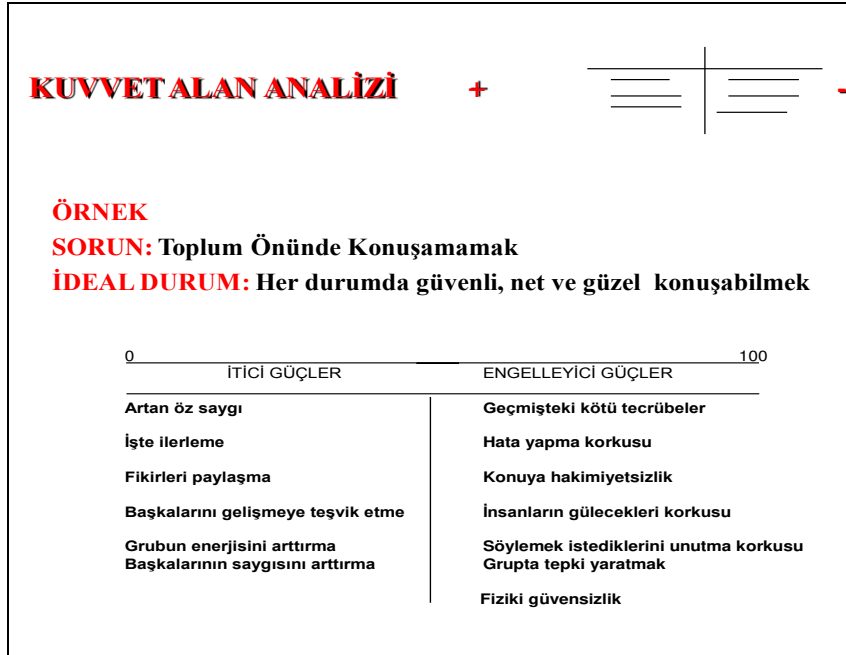 KUVVET ALAN ANALİZİ + -
ÖRNEK
SORUN: Toplum Önünde Konuşamamak
İDEAL DURUM: Her durumda güvenli, net ve güzel konuşabilmek
0 100
İTİCİ GÜÇLER ENGELLEYİCİ GÜÇLER
Artan öz saygı Geçmişteki kötü tecrübeler
İşte ilerleme Hata yapma korkusu
Fikirleri paylaşma Konuya hakimiyetsizlik
Başkalarını gelişmeye teşvik etme İnsanların gülecekleri korkusu
Grubun enerjisini arttırma Söylemek istediklerini unutma korkusu
Başkalarının saygısını arttırma Grupta tepki yaratmak
Fiziki güvensizlik